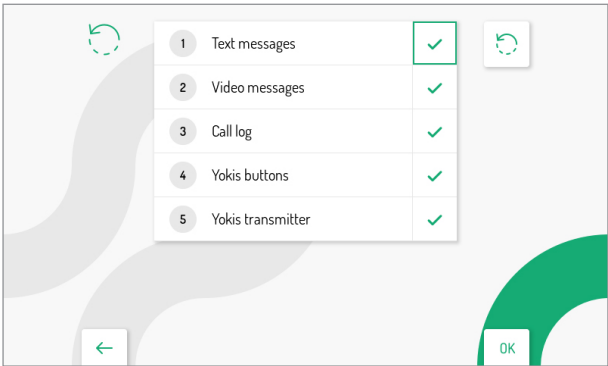 1 Text messages
2 Video messages
3 Call log
4 Yokis buttons
5 Yokis transmitter
OK